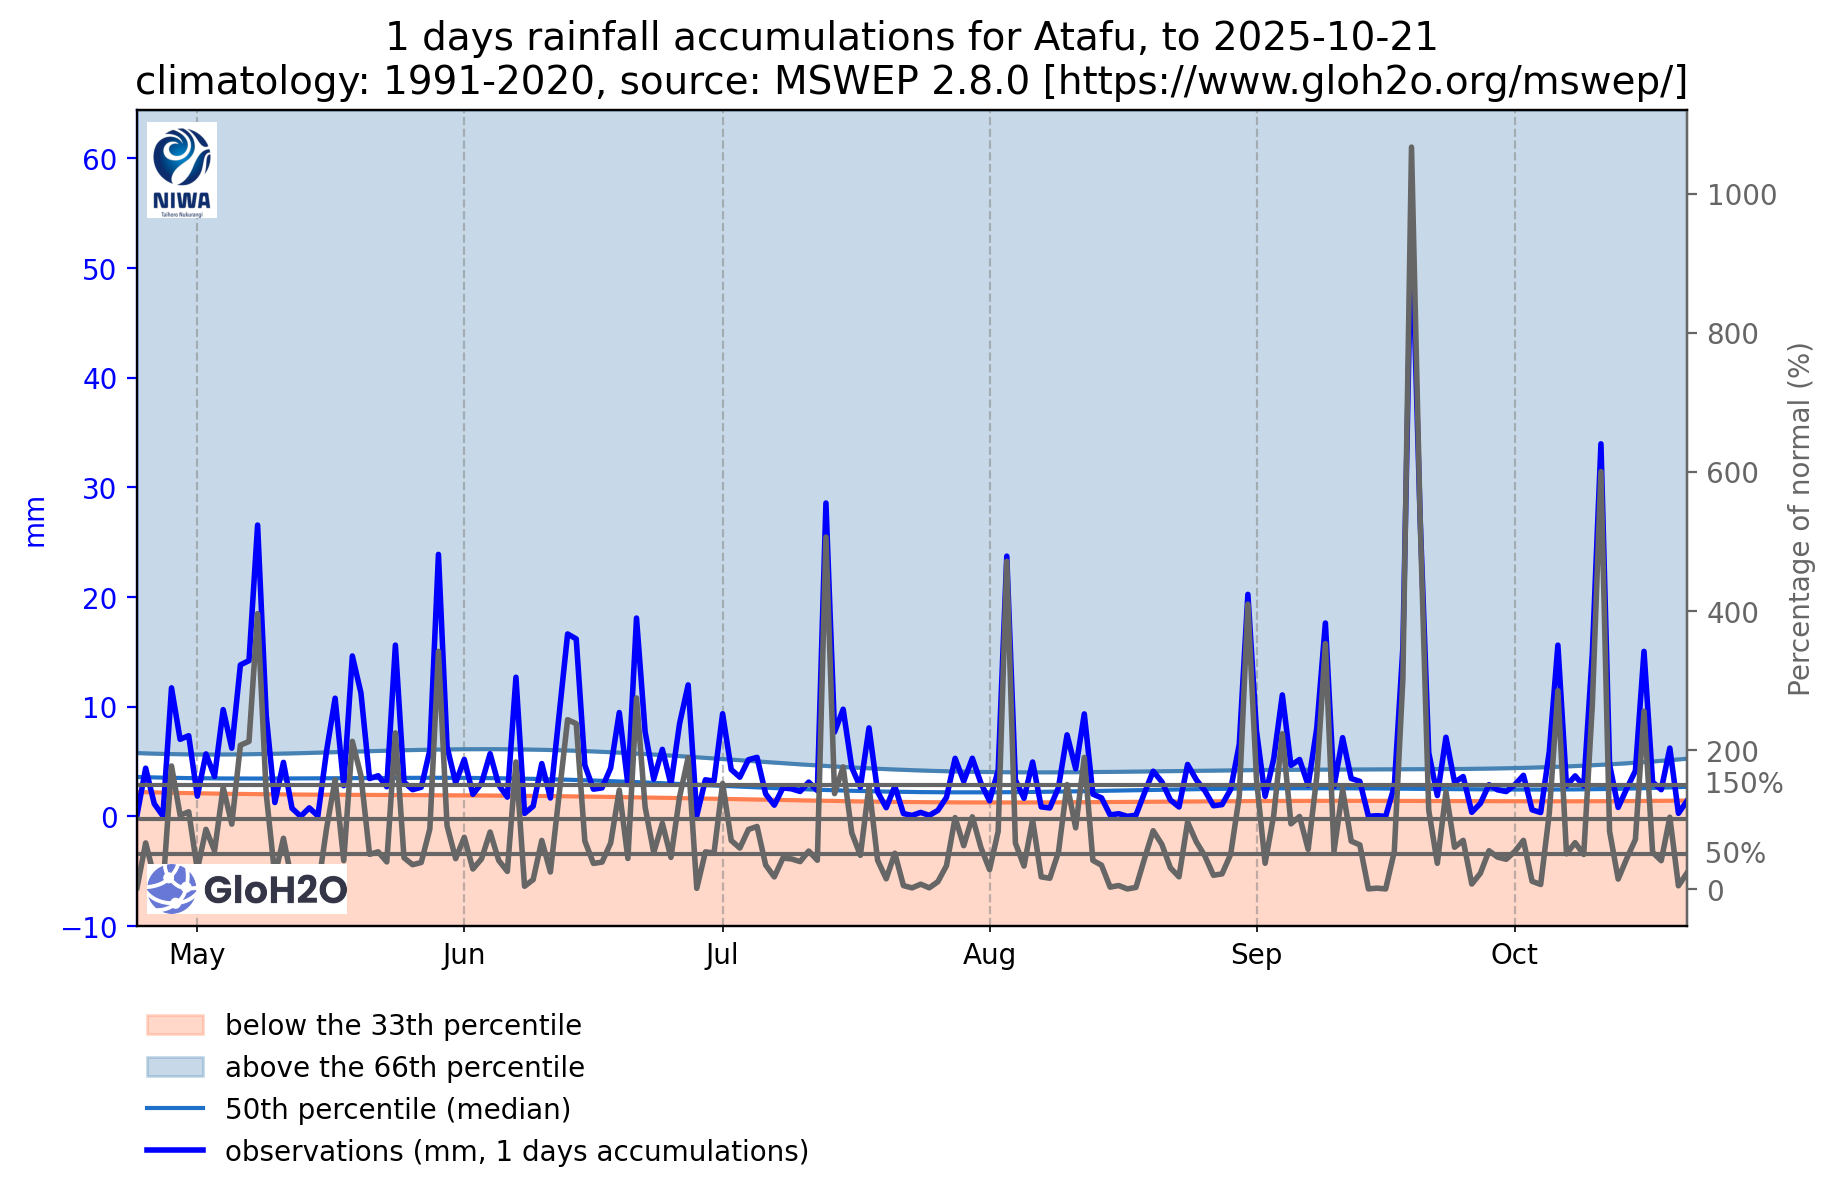 1 days rainfall accumulations for Atafu, to 2025-10-21
climatology: 1991-2020, source: MSWEP 2.8.0 [https://www.gloh2o.org/mswep/]
NIWA
Taihoro Nukurangi
60
50
40
30
20
10
0
−10
mm
1000
800
600
400
200
150%
50%
0
Percentage of normal (%)
GloH2O
May
Jun
Jul
Aug
Sep
Oct
below the 33th percentile
above the 66th percentile
50th percentile (median)
observations (mm, 1 days accumulations)